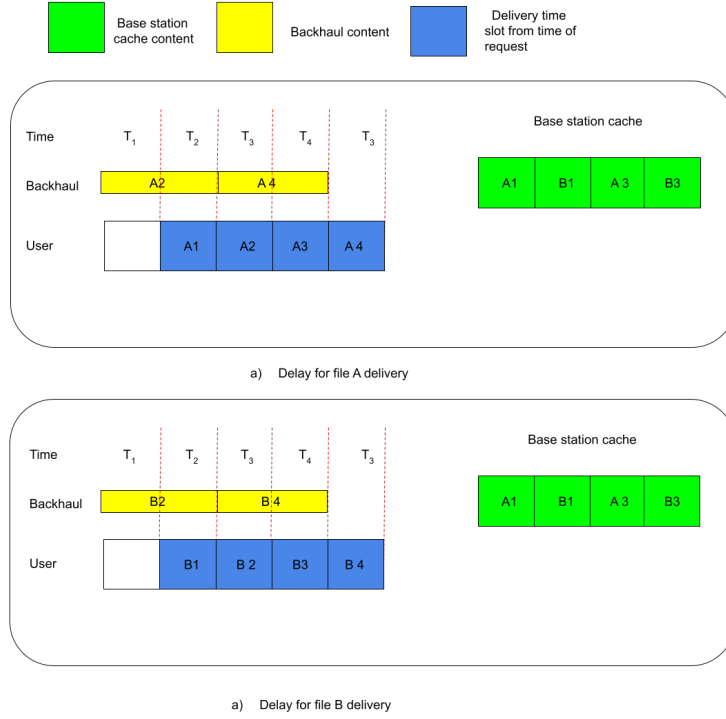 Base station
cache content
Backhaul content
Delivery time
slot from time of
request
Time T₁ T₂ T₃ T₄ T₃
Base station cache
Backhaul A2 A 4
A1 B1 A 3 B3
User A1 A2 A3 A 4
a) Delay for file A delivery
Time T₁ T₂ T₃ T₄ T₃
Base station cache
Backhaul B2 B 4
A1 B1 A 3 B3
User B1 B 2 B3 B 4
a) Delay for file B delivery